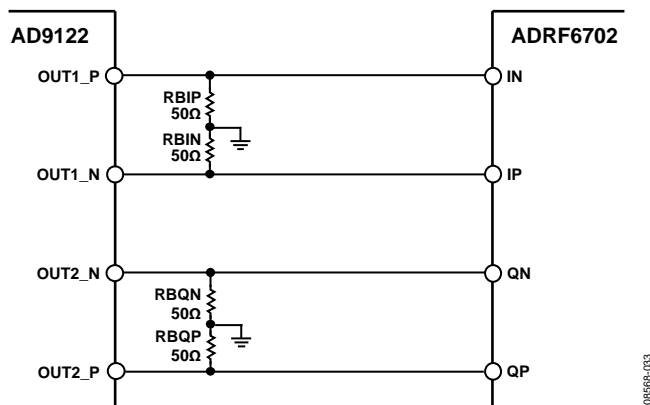 AD9122
ADRF6702
OUT1_P
IN
RBIP
50Ω
RBIN
50Ω
OUT1_N
IP
OUT2_N
QN
RBQN
50Ω
RBQP
50Ω
OUT2_P
QP
08568-033